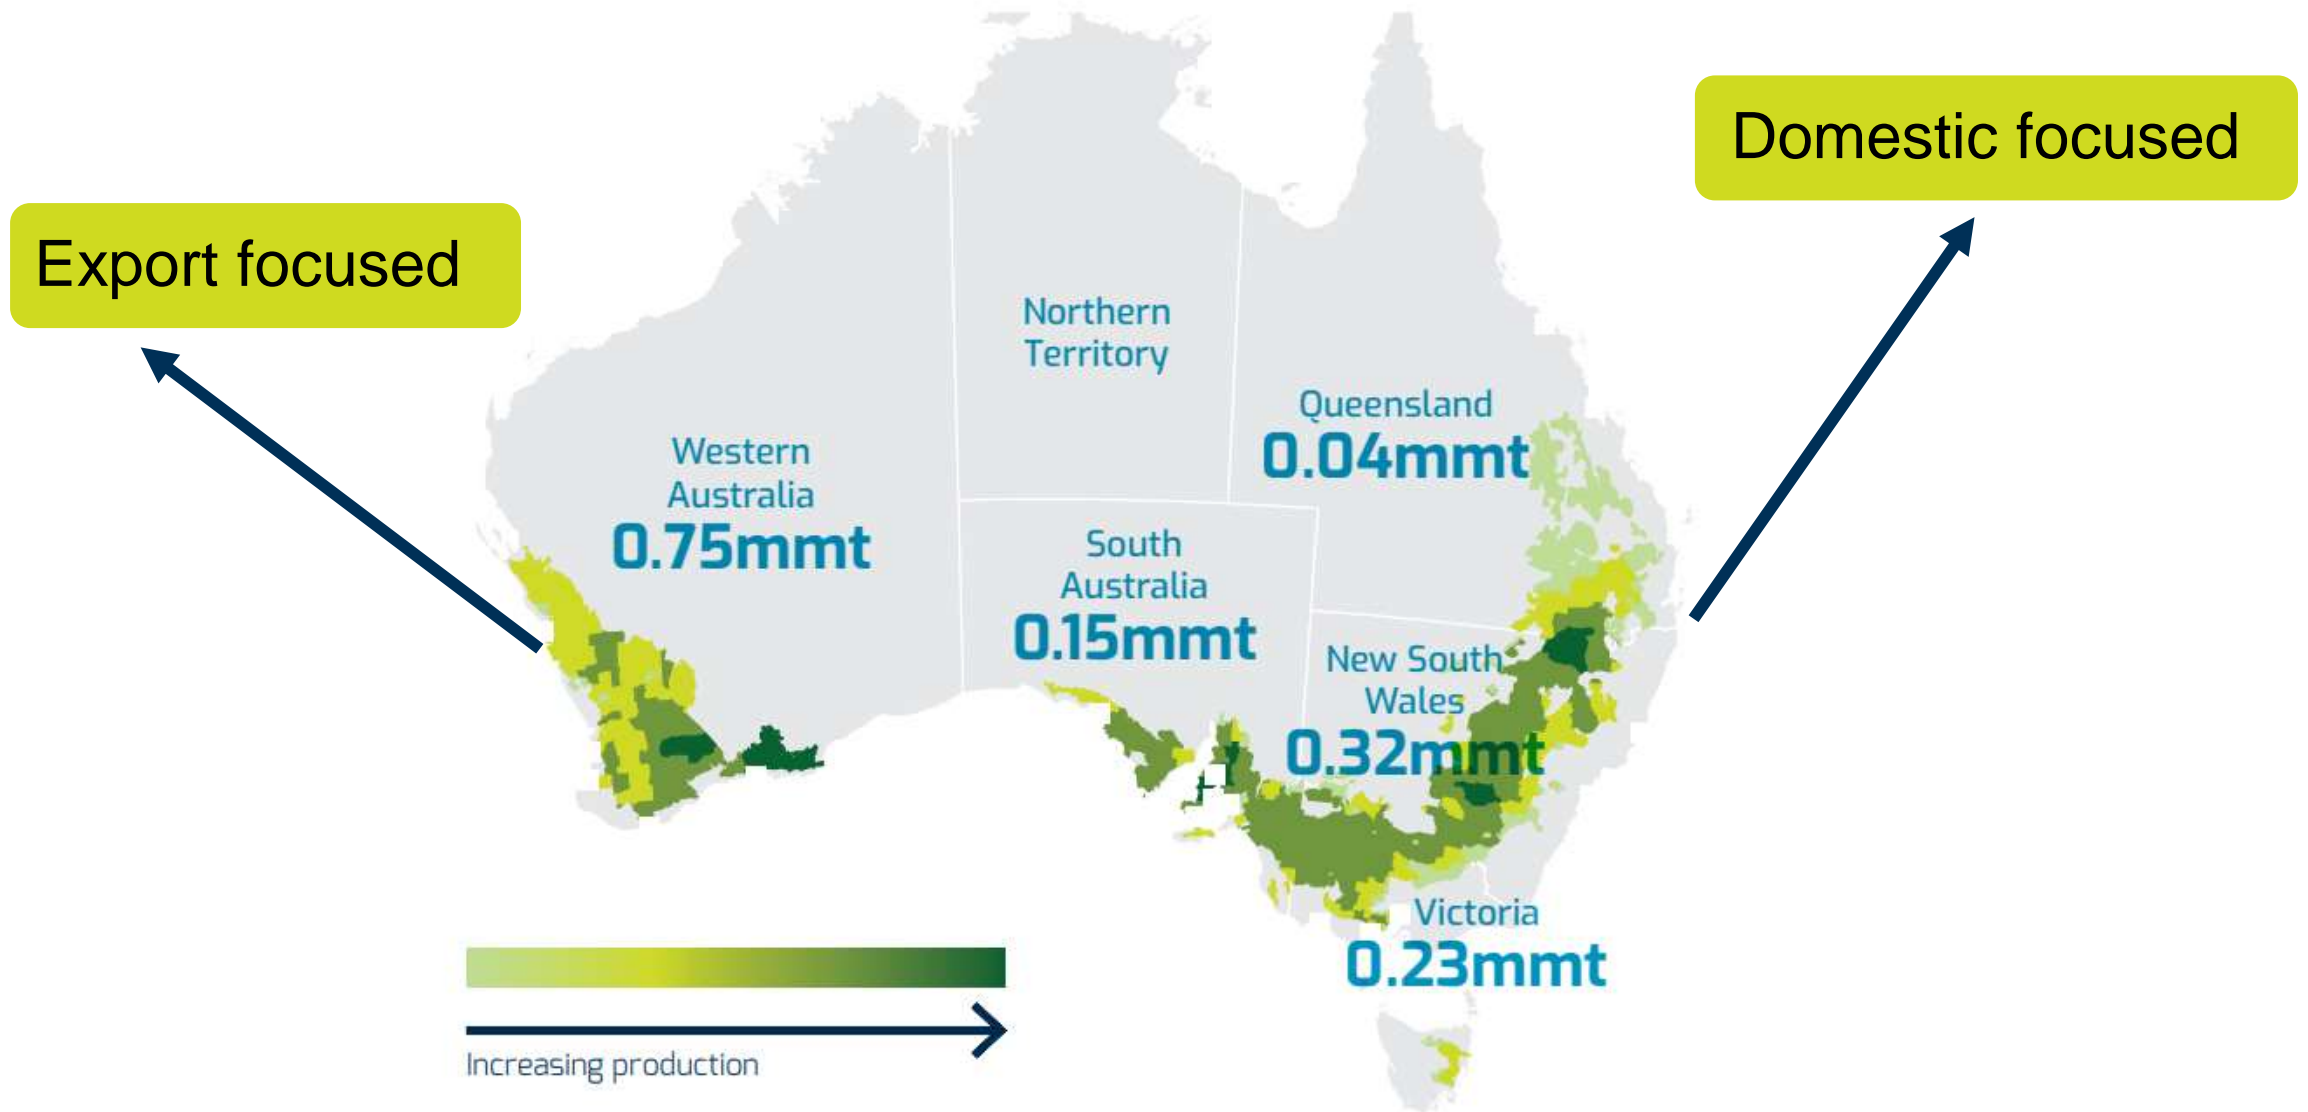 Domestic focused
Export focused
Northern
Territory
Queensland
0.04mmt
Western
Australia
0.75mmt
South
Australia
0.15mmt
New South
Wales
0.32mmt
Victoria
0.23mmt
Increasing production